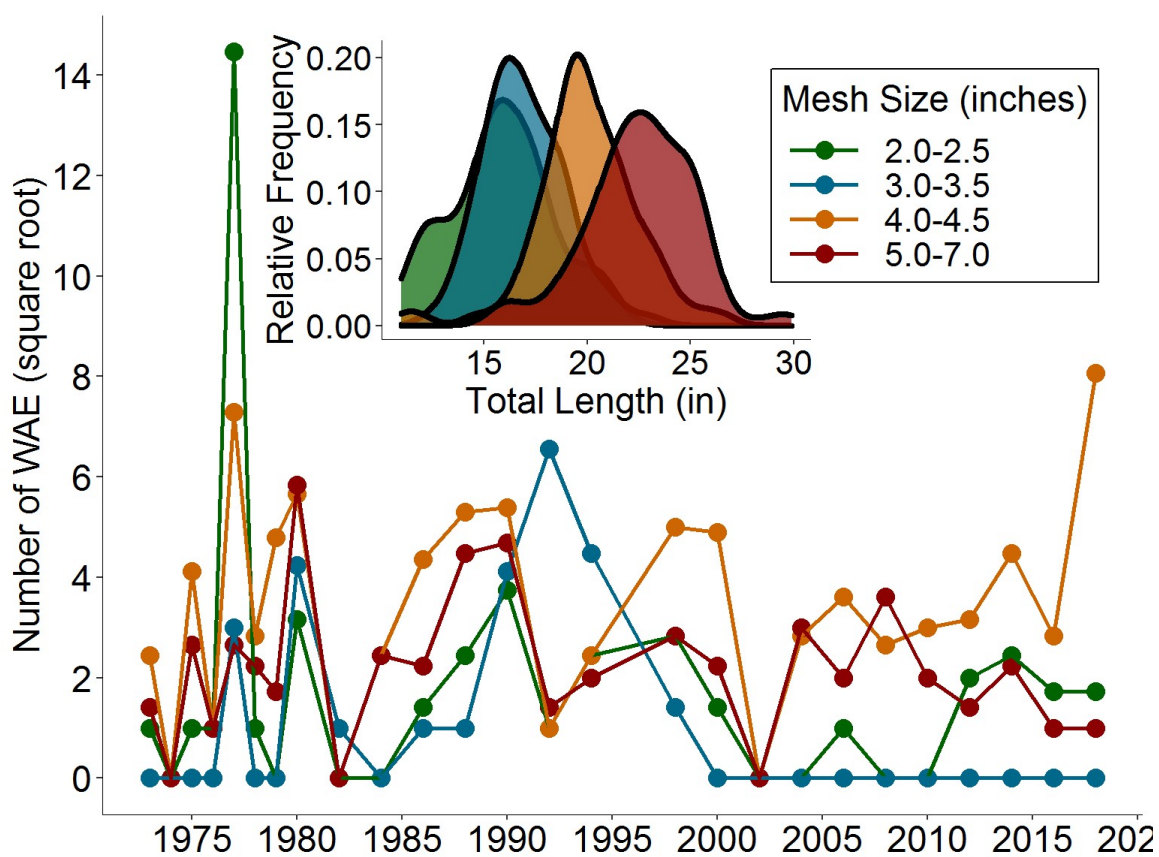 Number of WAE (square root)
14
12
10
8
6
4
2
0
Relative Frequency
0.20
0.15
0.10
0.05
0.00
15 20 25 30
Total Length (in)
Mesh Size (inches)
2.0-2.5
3.0-3.5
4.0-4.5
5.0-7.0
1975 1980 1985 1990 1995 2000 2005 2010 2015 202